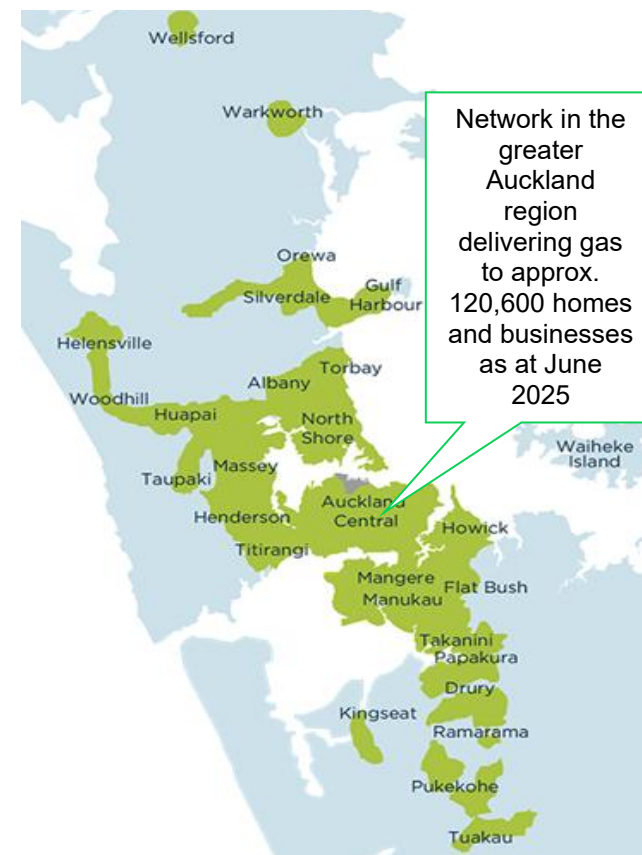 Wellsford
Warkworth
Network in the
greater
Auckland
region
delivering gas
to approx.
120,600 homes
and businesses
as at June
2025
Orewa
Silverdale
Gulf
Harbour
Helensville
Woodhill
Huapai
Albany
Torbay
North
Shore
Taupaki
Massey
Waiheke
Island
Henderson
Auckland
Central
Howick
Titirangi
Mangere
Manukau
Flat Bush
Takanini
Papakura
Drury
Kingseat
Ramarama
Pukekohe
Tuakau